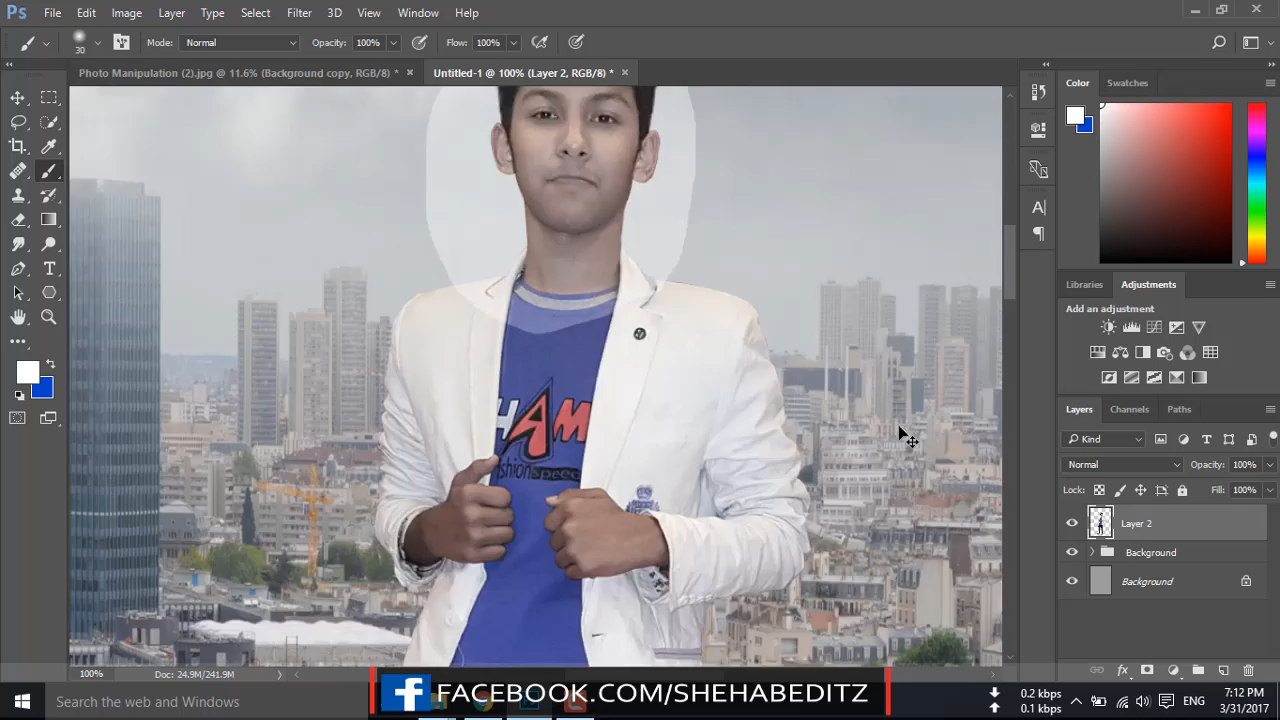 Ps File Edit Image Layer Type Select Filter 3D View Window Help
30 Mode: Normal Opacity: 100% Flow: 100%
Photo Manipulation (2).jpg @ 11.6% (Background copy, RGB/8) * × Untitled-1 @ 100% (Layer 2, RGB/8) * ×
Color Swatches
Libraries Adjustments
Add an adjustment
Layers Channels Paths
Kind
Normal Opacity: 100%
Lock: Fill: 100%
Layer 2
Background
Background
HAM
fashionspeed
100% Doc: 24.9M/241.9M
Search the web and Windows
FACEBOOK.COM/SHEHABEDITZ
0.2 kbps
0.1 kbps
ENG
7:12 PM
3/31/2017